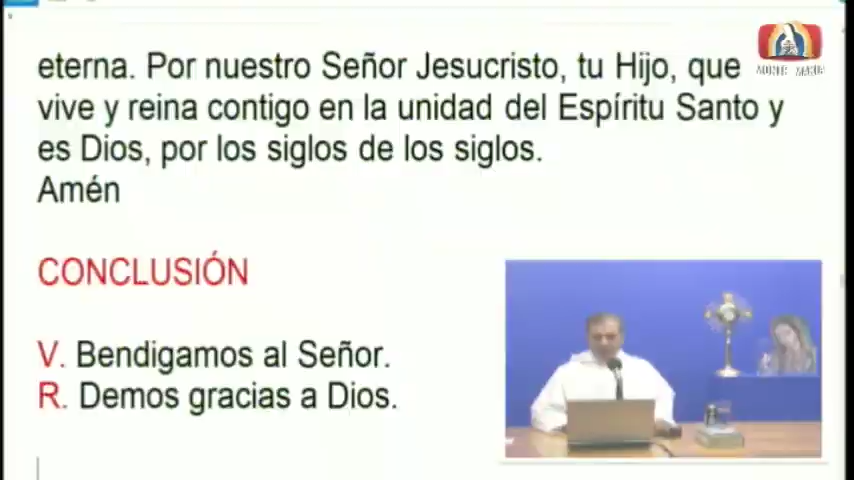 eterna. Por nuestro Señor Jesucristo, tu Hijo, que
vive y reina contigo en la unidad del Espíritu Santo y
es Dios, por los siglos de los siglos.
Amén
CONCLUSIÓN
V. Bendigamos al Señor.
R. Demos gracias a Dios.